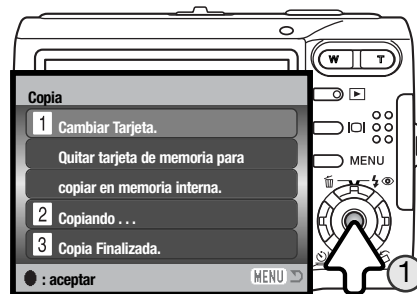 W T
Copia
1 Cambiar Tarjeta.
Quitar tarjeta de memoria para
copiar en memoria interna.
2 Copiando . . .
3 Copia Finalizada.
: aceptar MENU
MENU
1